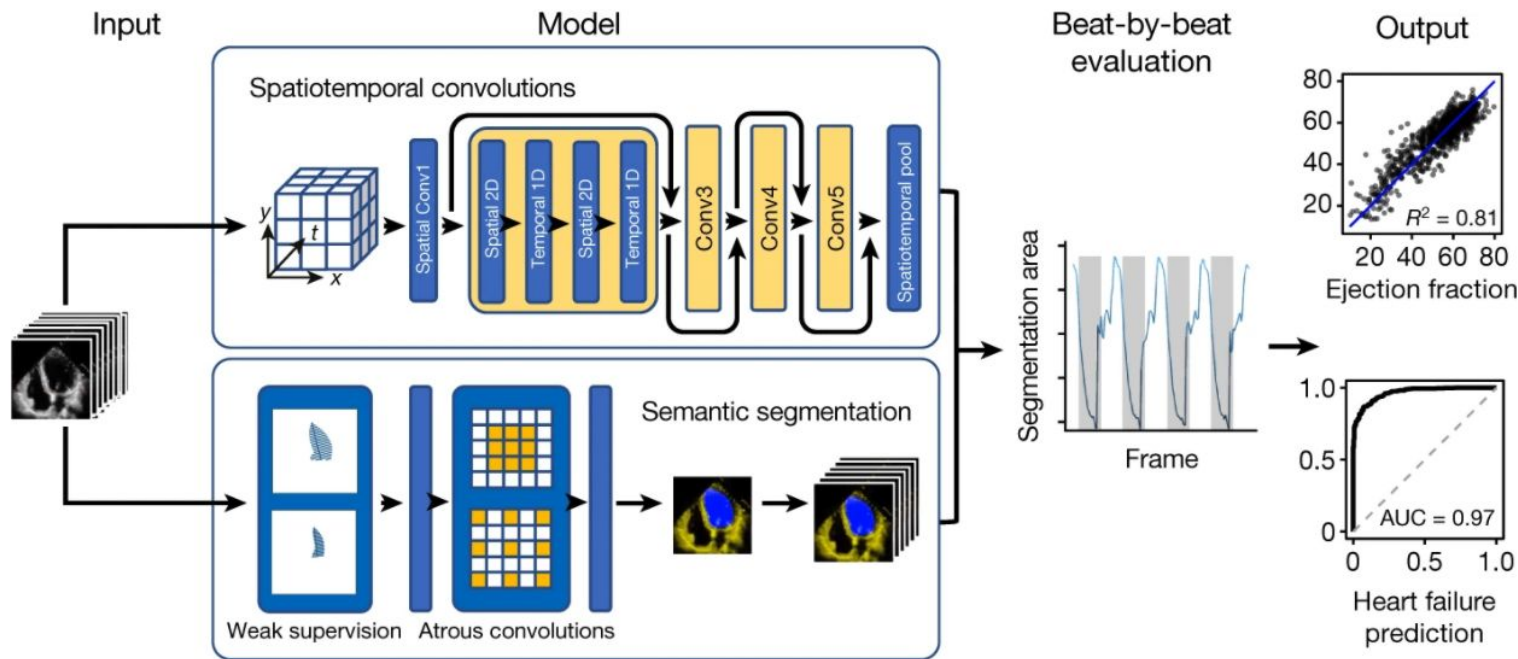 Input
Model
Beat-by-beat
evaluation
Output
Spatiotemporal convolutions
y
t
x
Spatial Conv1
Spatial 2D
Temporal 1D
Spatial 2D
Temporal 1D
Conv3
Conv4
Conv5
Spatiotemporal pool
Semantic segmentation
Weak supervision
Atrous convolutions
Segmentation area
Frame
80
60
40
20
R² = 0.81
20 40 60 80
Ejection fraction
1.0
0.5
0
AUC = 0.97
0 0.5 1.0
Heart failure
prediction